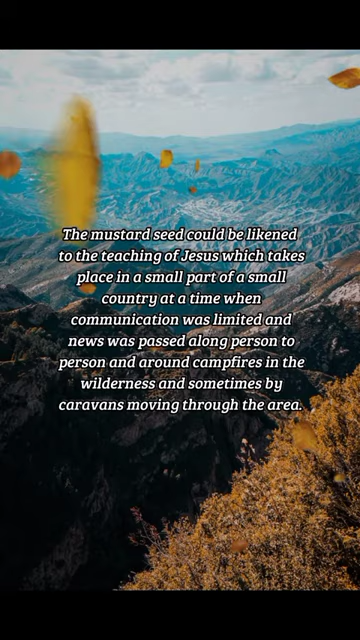 The mustard seed could be likened
to the teaching of Jesus which takes
place in a small part of a small
country at a time when
communication was limited and
news was passed along person to
person and around campfires in the
wilderness and sometimes by
caravans moving through the area.